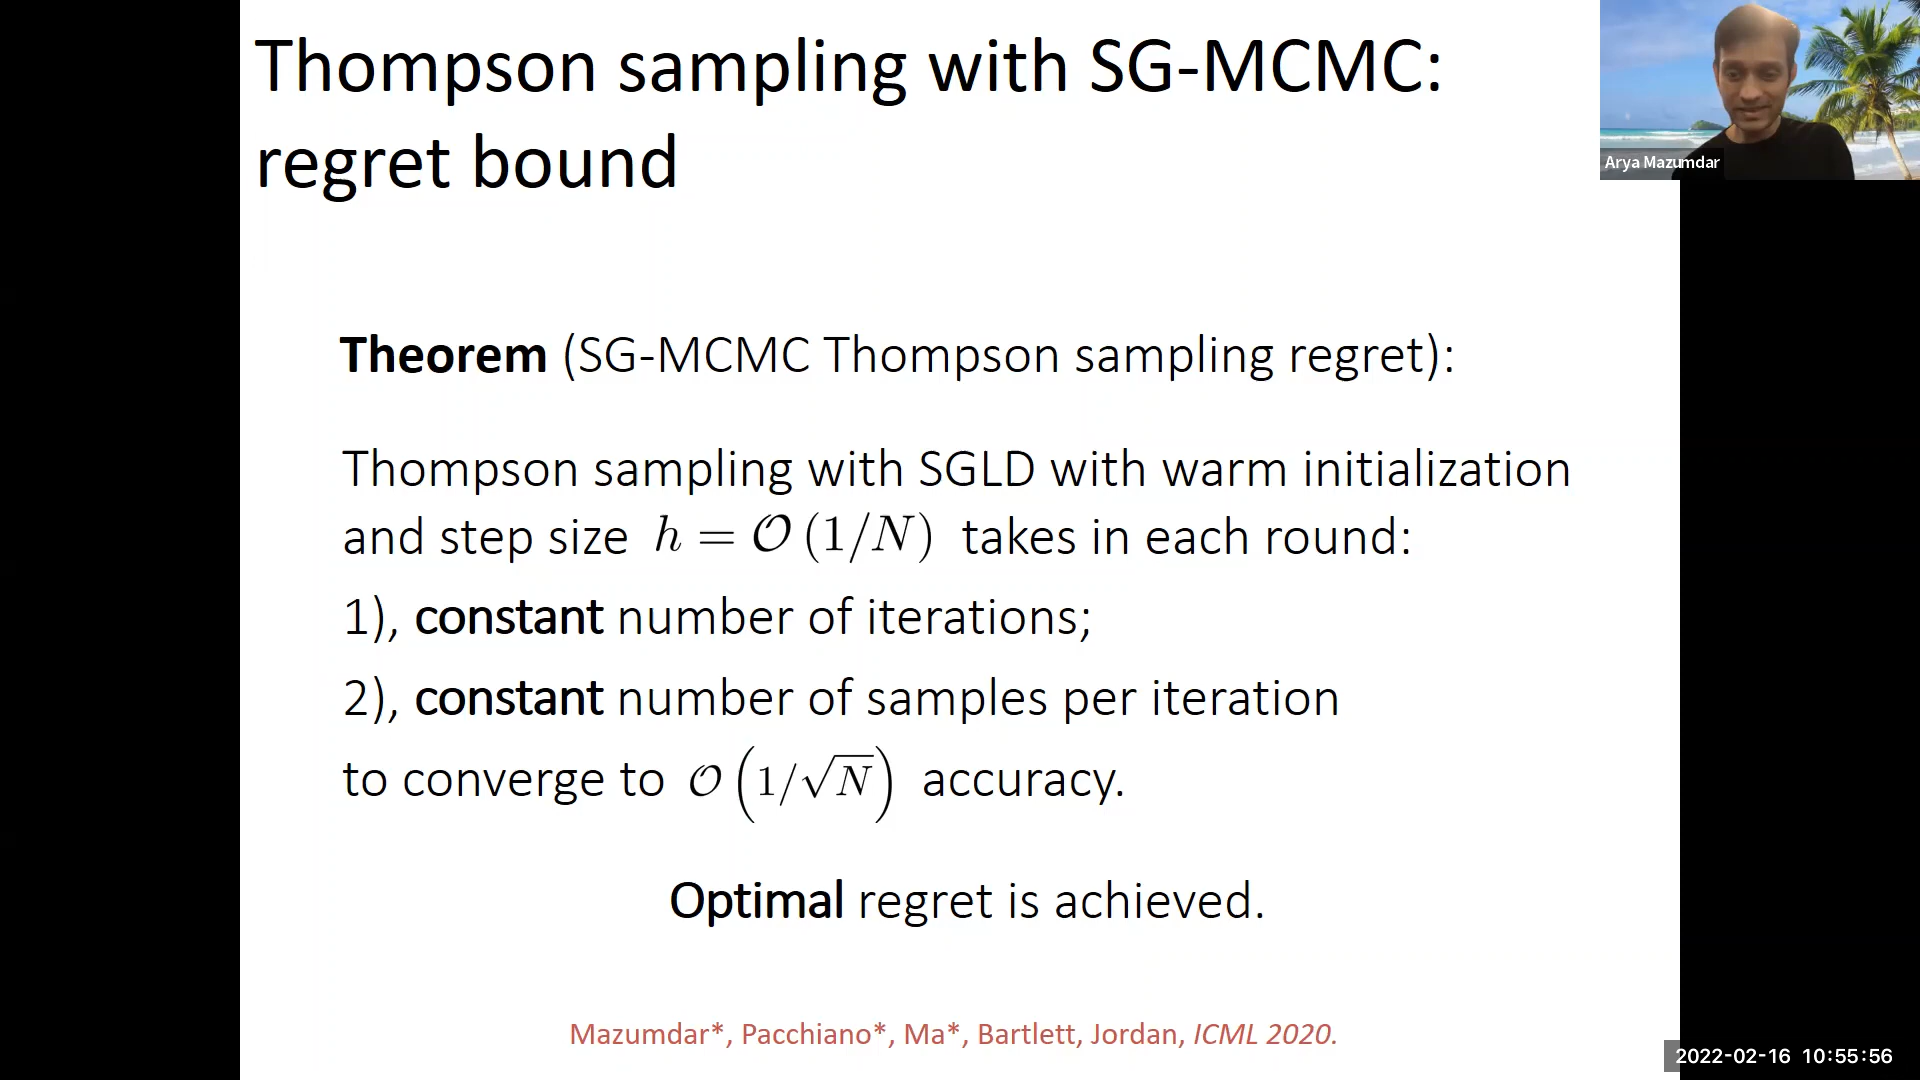 Thompson sampling with SG-MCMC:
regret bound
Arya Mazumdar
Theorem (SG-MCMC Thompson sampling regret):
Thompson sampling with SGLD with warm initialization
and step size h = 𝒪 (1/N) takes in each round:
1), constant number of iterations;
2), constant number of samples per iteration
to converge to 𝒪 (1/√N) accuracy.
Optimal regret is achieved.
Mazumdar*, Pacchiano*, Ma*, Bartlett, Jordan, ICML 2020.
2022-02-16 10:55:56